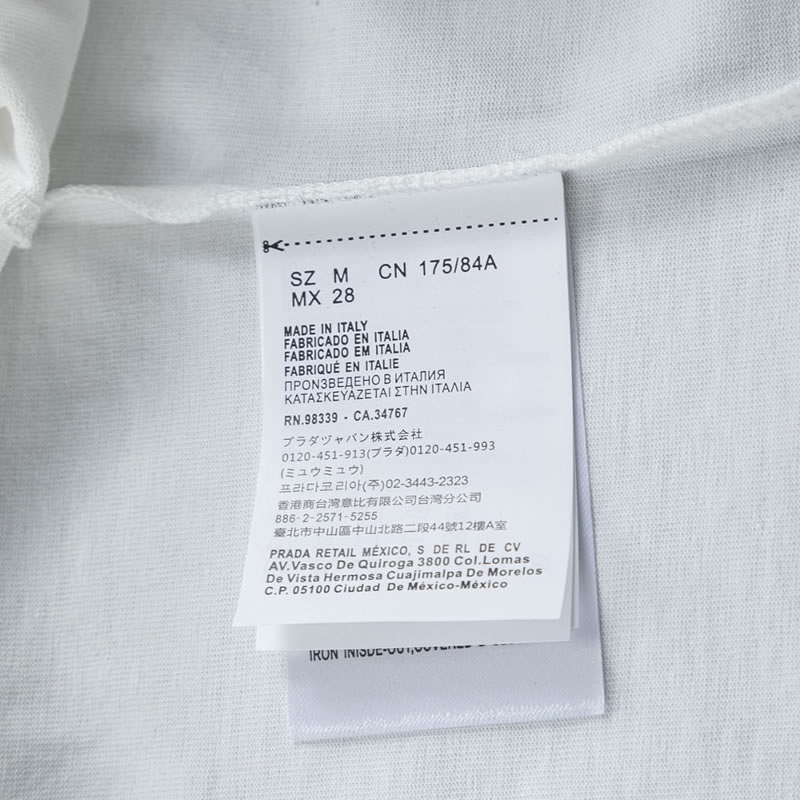 SZ M CN 175/84A
MX 28
MADE IN ITALY
FABRICADO EN ITALIA
FABRICADO EM ITALIA
FABRIQUÉ EN ITALIE
ПРОИЗВЕДЕНО В ИТАЛИЯ
ΚΑΤΑΣΚΕΥΑΖΕΤΑΙ ΣΤΗΝ ΙΤΑΛΙΑ
RN.98339 - CA.34767
プラダヅャバン株式会社
0120-451-913(プラダ)0120-451-993
(ミュウミュウ)
프라다코리아(주)02-3443-2323
香港商台灣意比有限公司台灣分公司
886-2-2571-5255
臺北市中山區中山北路二段44號12樓A室
PRADA RETAIL MÉXICO, S DE RL DE CV
AV.Vasco De Quiroga 3800 Col.Lomas
De Vista Hermosa Cuajimalpa De Morelos
C.P. 05100 Ciudad De México-México
IRON INISDE-OUT,COVERED